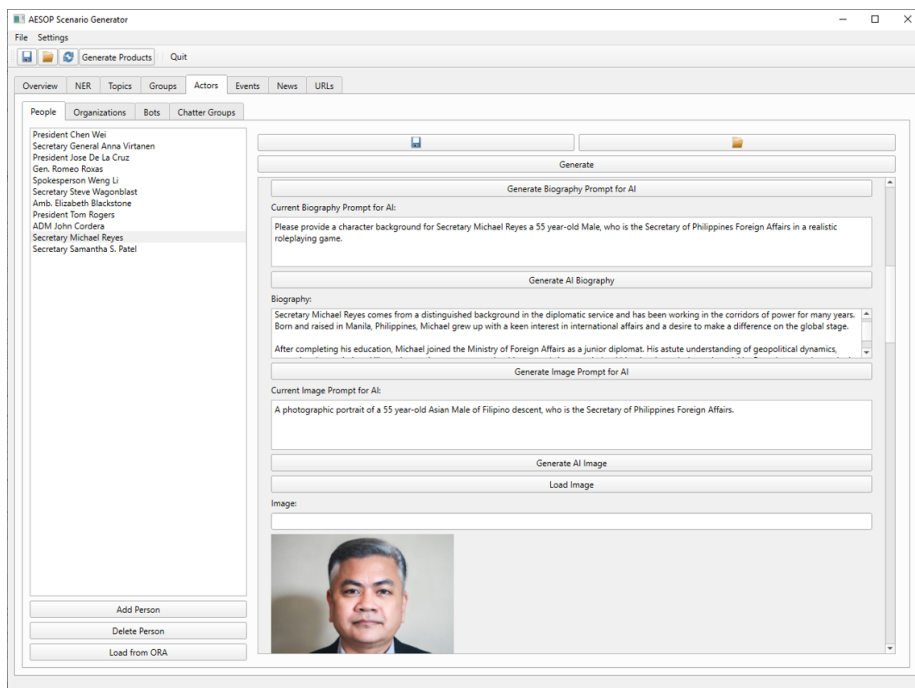 AESOP Scenario Generator
File Settings
Generate Products Quit
Overview NER Topics Groups Actors Events News URLs
People Organizations Bots Chatter Groups
President Chen Wei
Secretary General Anna Virtanen
President Jose De La Cruz
Gen. Romeo Roxas
Spokesperson Weng Li
Secretary Steve Wagonblast
Amb. Elizabeth Blackstone
President Tom Rogers
ADM John Cordera
Secretary Michael Reyes
Secretary Samantha S. Patel
Add Person
Delete Person
Load from ORA
Generate
Generate Biography Prompt for AI
Current Biography Prompt for AI:
Please provide a character background for Secretary Michael Reyes a 55 year-old Male, who is the Secretary of Philippines Foreign Affairs in a realistic
roleplaying game.
Generate AI Biography
Biography:
Secretary Michael Reyes comes from a distinguished background in the diplomatic service and has been working in the corridors of power for many years.
Born and raised in Manila, Philippines, Michael grew up with a keen interest in international affairs and a desire to make a difference on the global stage.
After completing his education, Michael joined the Ministry of Foreign Affairs as a junior diplomat. His astute understanding of geopolitical dynamics,
Generate Image Prompt for AI
Current Image Prompt for AI:
A photographic portrait of a 55 year-old Asian Male of Filipino descent, who is the Secretary of Philippines Foreign Affairs.
Generate AI Image
Load Image
Image: